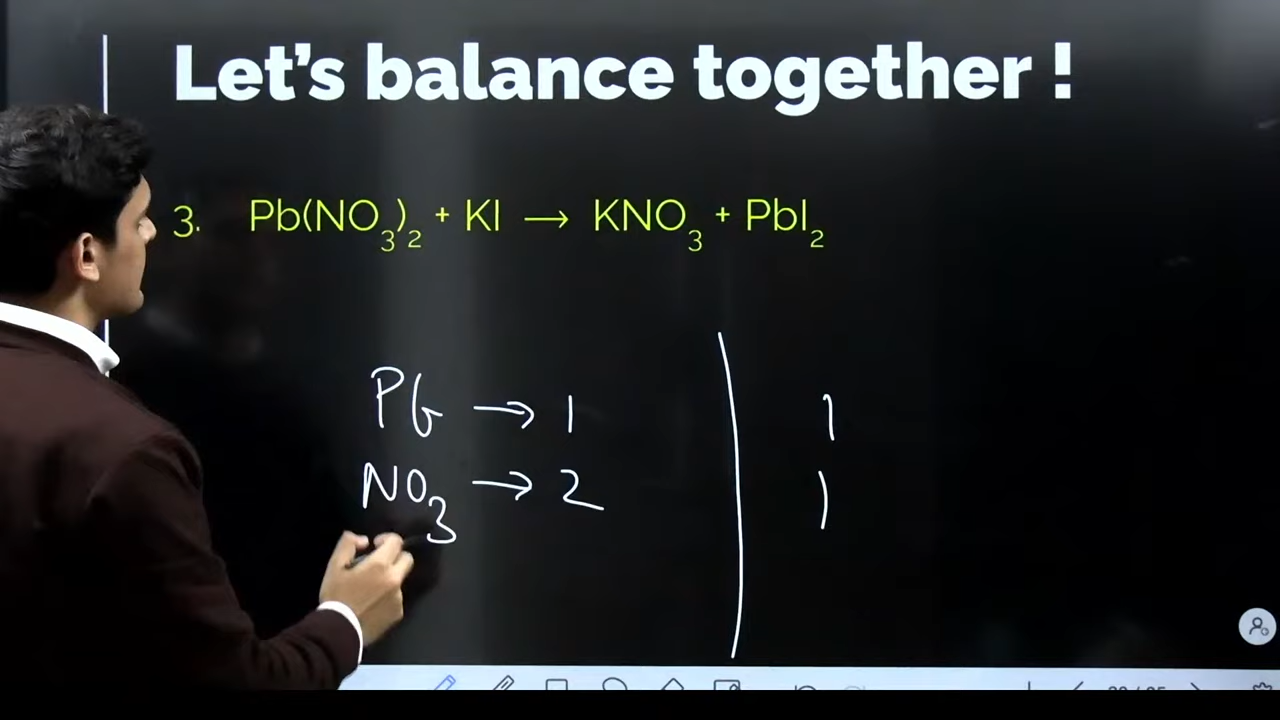 Let's balance together !
3. Pb(NO₃)₂ + KI ⟶ KNO₃ + PbI₂
Pb → 1 | 1
NO₃ → 2 | 1